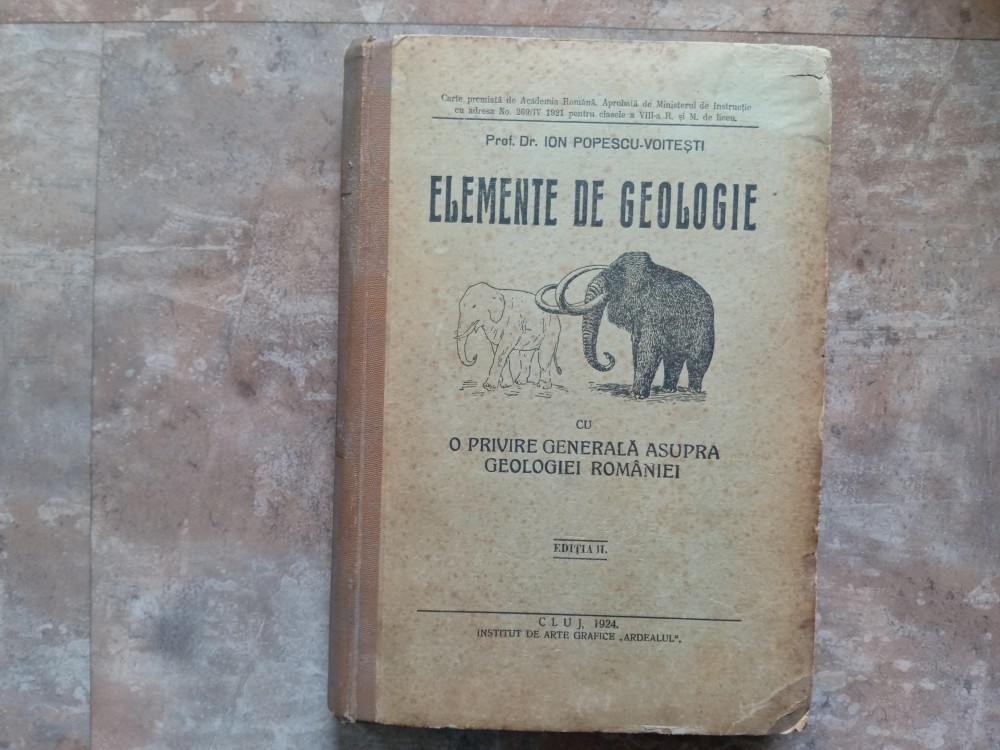 Carte premiată de Academia Română. Aprobată de Ministerul de Instrucție
cu adresa No. 269/IV 1921 pentru clasele a VIII-a R. și M. de liceu.
Prof. Dr. ION POPESCU-VOITEȘTI
ELEMENTE DE GEOLOGIE
CU
O PRIVIRE GENERALĂ ASUPRA
GEOLOGIEI ROMÂNIEI
EDIȚIA II.
CLUJ, 1924.
INSTITUT DE ARTE GRAFICE „ARDEALUL”.